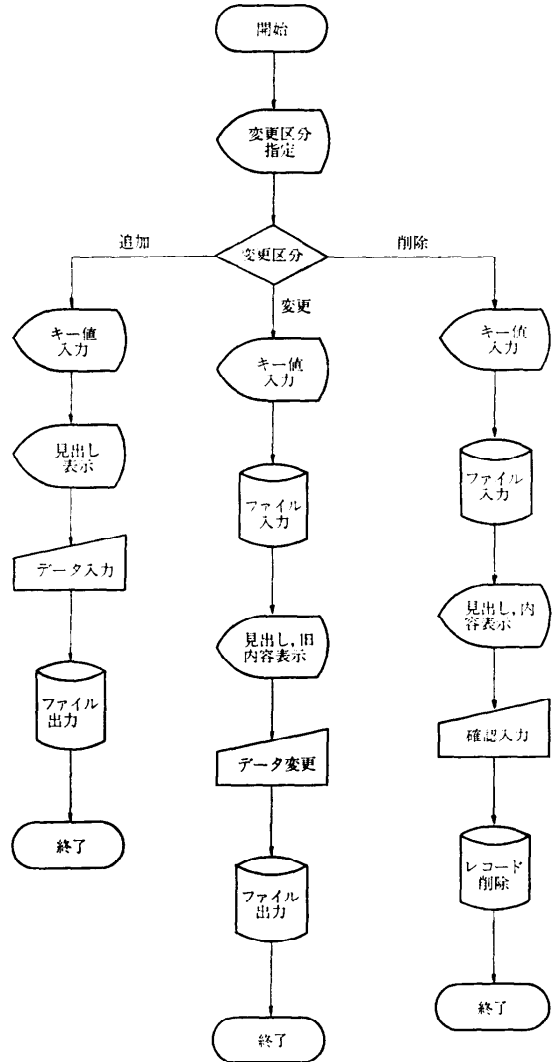 開始
変更区分
指定
変更区分
追加
変更
削除
キー値
入力
見出し
表示
データ入力
ファイル
出力
終了
キー値
入力
ファイル
入力
見出し,旧
内容表示
データ変更
ファイル
出力
終了
キー値
入力
ファイル
入力
見出し,内
容表示
確認入力
レコード
削除
終了